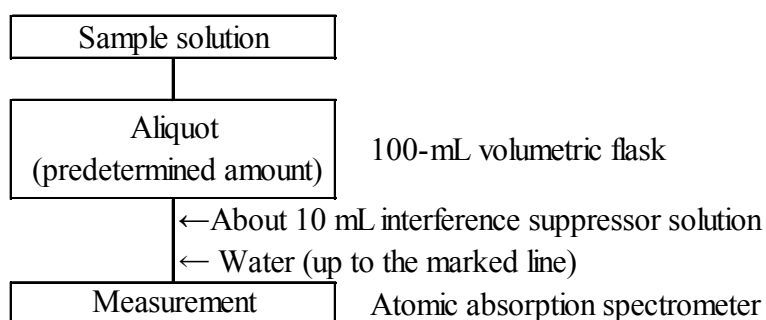 Sample solution
Aliquot
(predetermined amount)
100-mL volumetric flask
←About 10 mL interference suppressor solution
← Water (up to the marked line)
Measurement
Atomic absorption spectrometer